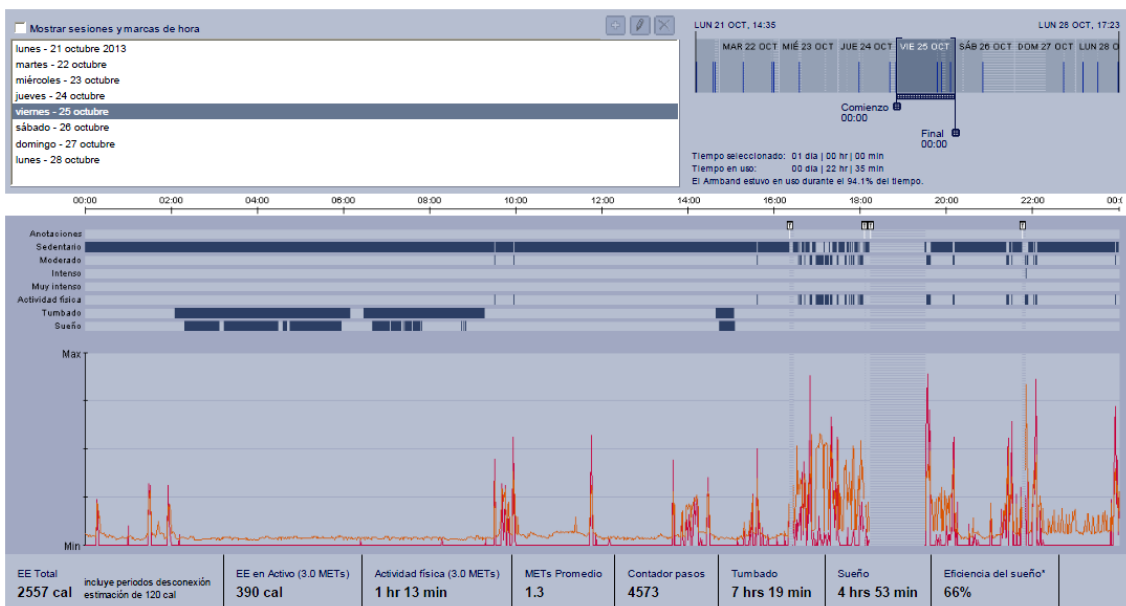 Mostrar sesiones y marcas de hora
lunes - 21 octubre 2013
martes - 22 octubre
miércoles - 23 octubre
jueves - 24 octubre
viernes - 25 octubre
sábado - 26 octubre
domingo - 27 octubre
lunes - 28 octubre
LUN 21 OCT, 14:35 LUN 28 OCT, 17:23
MAR 22 OCT MIÉ 23 OCT JUE 24 OCT VIE 25 OCT SÁB 26 OCT DOM 27 OCT LUN 28 O
Comienzo
00:00
Final
00:00
Tiempo seleccionado: 01 día | 00 hr | 00 min
Tiempo en uso: 00 día | 22 hr | 35 min
El Armband estuvo en uso durante el 94.1% del tiempo.
00:00 02:00 04:00 06:00 08:00 10:00 12:00 14:00 16:00 18:00 20:00 22:00 00:(
Anotaciones
Sedentario
Moderado
Intenso
Muy intenso
Actividad física
Tumbado
Sueño
Max
Min
EE Total incluye periodos desconexión EE en Activo (3.0 METs) Actividad física (3.0 METs) METs Promedio Contador pasos Tumbado Sueño Eficiencia del sueño*
2557 cal estimación de 120 cal 390 cal 1 hr 13 min 1.3 4573 7 hrs 19 min 4 hrs 53 min 66%